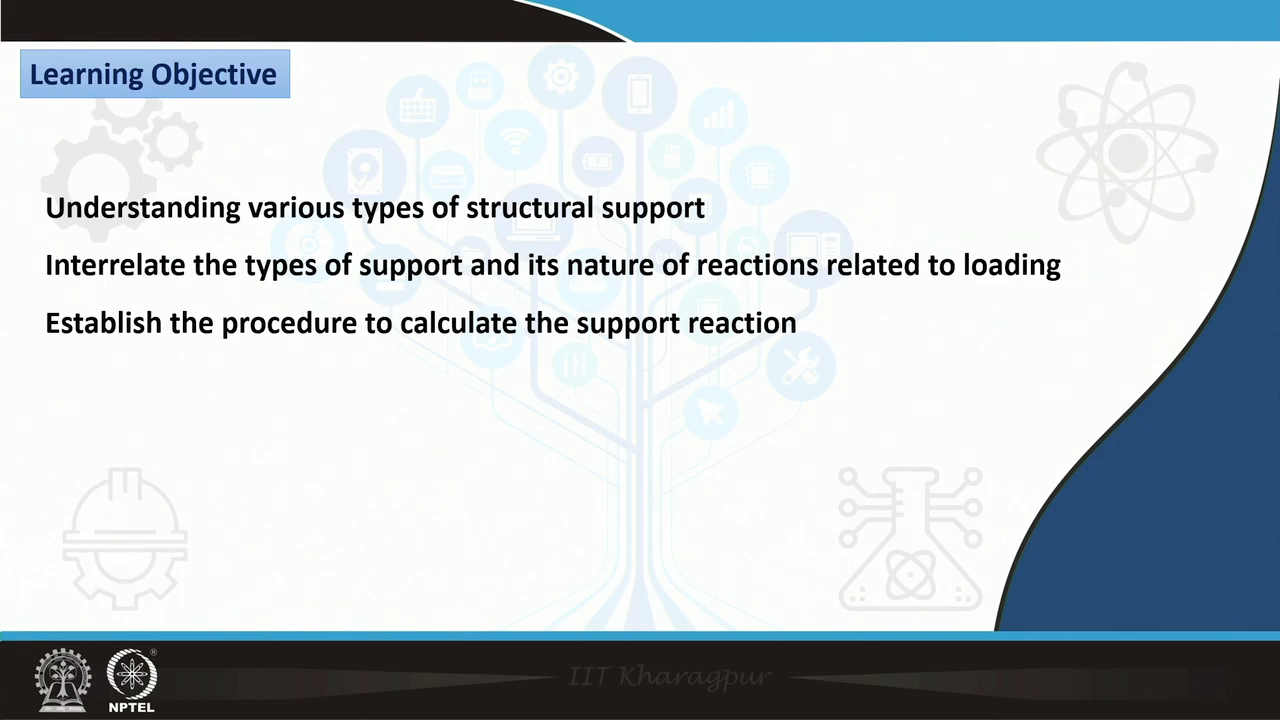 Learning Objective
Understanding various types of structural support
Interrelate the types of support and its nature of reactions related to loading
Establish the procedure to calculate the support reaction
IIT Kharagpur
®
NPTEL